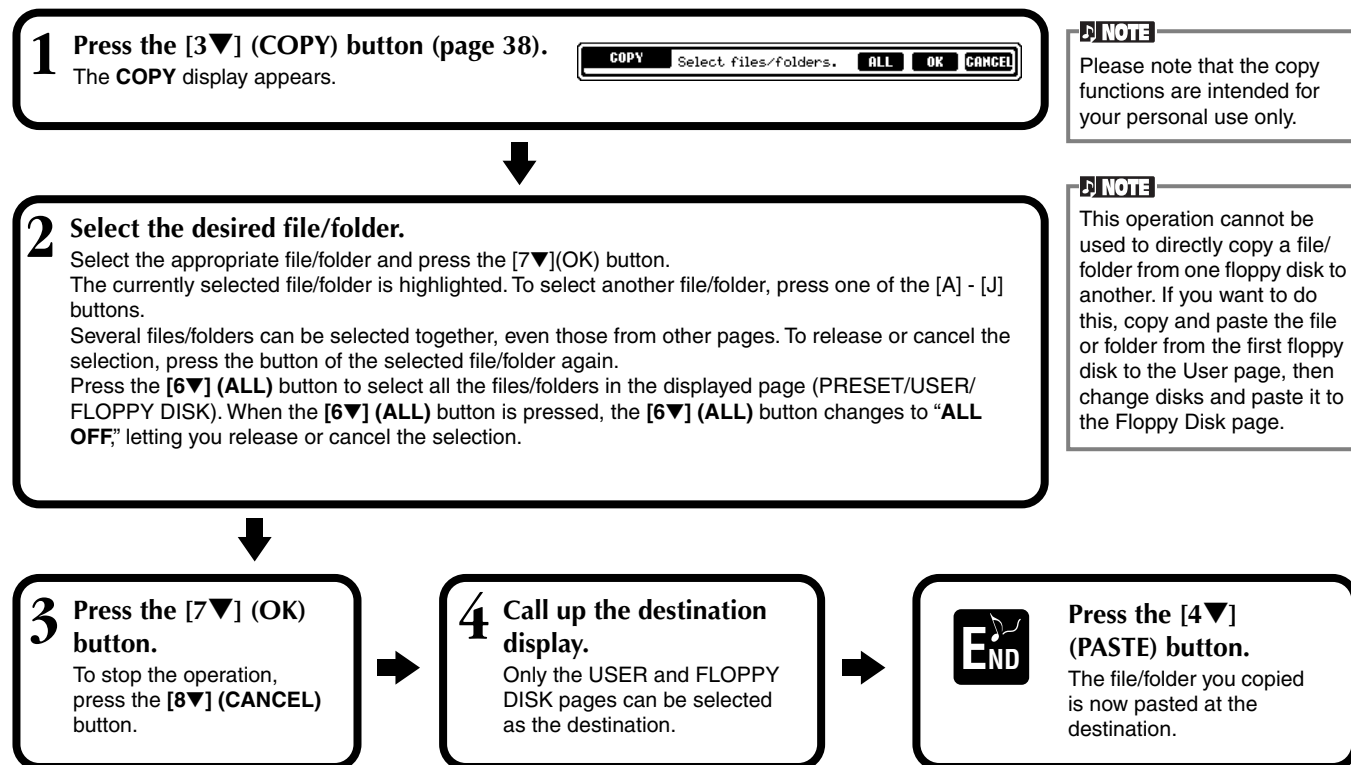 1 Press the [3▼] (COPY) button (page 38).
The COPY display appears.
COPY Select files/folders. ALL OK CANCEL
NOTE
Please note that the copy
functions are intended for
your personal use only.
2 Select the desired file/folder.
Select the appropriate file/folder and press the [7▼](OK) button.
The currently selected file/folder is highlighted. To select another file/folder, press one of the [A] - [J]
buttons.
Several files/folders can be selected together, even those from other pages. To release or cancel the
selection, press the button of the selected file/folder again.
Press the [6▼] (ALL) button to select all the files/folders in the displayed page (PRESET/USER/
FLOPPY DISK). When the [6▼] (ALL) button is pressed, the [6▼] (ALL) button changes to “ALL
OFF,” letting you release or cancel the selection.
NOTE
This operation cannot be
used to directly copy a file/
folder from one floppy disk to
another. If you want to do
this, copy and paste the file
or folder from the first floppy
disk to the User page, then
change disks and paste it to
the Floppy Disk page.
3 Press the [7▼] (OK)
button.
To stop the operation,
press the [8▼] (CANCEL)
button.
4 Call up the destination
display.
Only the USER and FLOPPY
DISK pages can be selected
as the destination.
END
Press the [4▼]
(PASTE) button.
The file/folder you copied
is now pasted at the
destination.